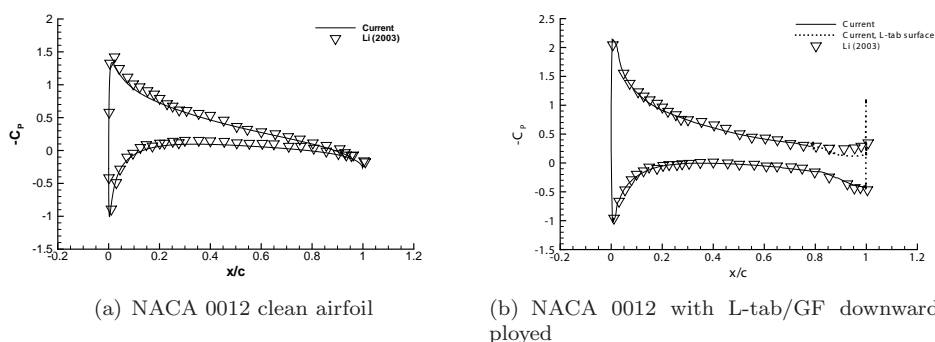 2
1.5
1
0.5
0
-0.5
-1
-1.5
-Cₚ
-0.2 0 0.2 0.4 0.6 0.8 1 1.2
x/c
Current
Li (2003)
(a) NACA 0012 clean airfoil
2.5
2
1.5
1
0.5
0
-0.5
-1
-1.5
-Cₚ
-0.2 0 0.2 0.4 0.6 0.8 1 1.2
x/c
Current
Current, L-tab surface
Li (2003)
(b) NACA 0012 with L-tab/GF downward
ployed